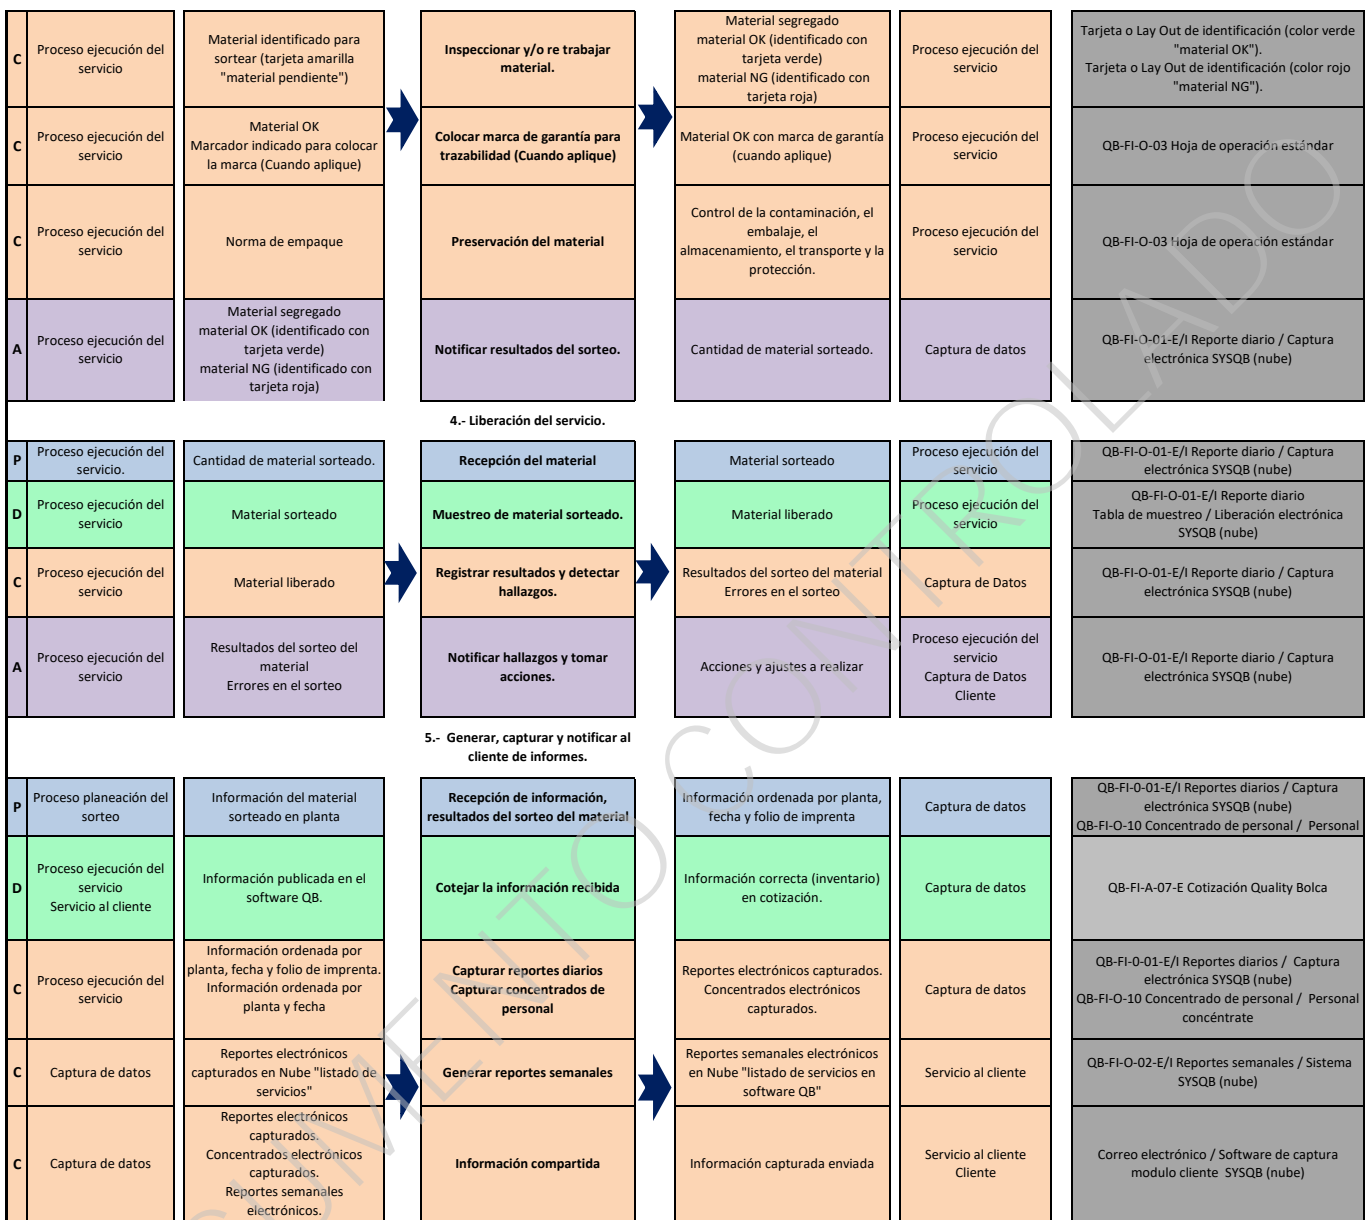 C
Proceso ejecución del
servicio
Material identificado para
sortear (tarjeta amarilla
"material pendiente")
Inspeccionar y/o re trabajar
material.
Material segregado
material OK (identificado con
tarjeta verde)
material NG (identificado con
tarjeta roja)
Proceso ejecución del
servicio
Tarjeta o Lay Out de identificación (color verde
"material OK").
Tarjeta o Lay Out de identificación (color rojo
"material NG").
C
Proceso ejecución del
servicio
Material OK
Marcador indicado para colocar
la marca (Cuando aplique)
Colocar marca de garantía para
trazabilidad (Cuando aplique)
Material OK con marca de garantía
(cuando aplique)
Proceso ejecución del
servicio
QB-FI-O-03 Hoja de operación estándar
C
Proceso ejecución del
servicio
Norma de empaque
Preservación del material
Control de la contaminación, el
embalaje, el
almacenamiento, el transporte y la
protección.
Proceso ejecución del
servicio
QB-FI-O-03 Hoja de operación estándar
A
Proceso ejecución del
servicio
Material segregado
material OK (identificado con
tarjeta verde)
material NG (identificado con
tarjeta roja)
Notificar resultados del sorteo.
Cantidad de material sorteado.
Captura de datos
QB-FI-O-01-E/I Reporte diario / Captura
electrónica SYSQB (nube)
4.- Liberación del servicio.
P
Proceso ejecución del
servicio.
Cantidad de material sorteado.
Recepción del material
Material sorteado
Proceso ejecución del
servicio
QB-FI-O-01-E/I Reporte diario / Captura
electrónica SYSQB (nube)
D
Proceso ejecución del
servicio
Material sorteado
Muestreo de material sorteado.
Material liberado
Proceso ejecución del
servicio
QB-FI-O-01-E/I Reporte diario
Tabla de muestreo / Liberación electrónica
SYSQB (nube)
C
Proceso ejecución del
servicio
Material liberado
Registrar resultados y detectar
hallazgos.
Resultados del sorteo del material
Errores en el sorteo
Captura de Datos
QB-FI-O-01-E/I Reporte diario / Captura
electrónica SYSQB (nube)
A
Proceso ejecución del
servicio
Resultados del sorteo del
material
Errores en el sorteo
Notificar hallazgos y tomar
acciones.
Acciones y ajustes a realizar
Proceso ejecución del
servicio
Captura de Datos
Cliente
QB-FI-O-01-E/I Reporte diario / Captura
electrónica SYSQB (nube)
5.- Generar, capturar y notificar al
cliente de informes.
P
Proceso planeación del
sorteo
Información del material
sorteado en planta
Recepción de información,
resultados del sorteo del material
Información ordenada por planta,
fecha y folio de imprenta
Captura de datos
QB-FI-0-01-E/I Reportes diarios / Captura
electrónica SYSQB (nube)
QB-FI-O-10 Concentrado de personal / Personal
D
Proceso ejecución del
servicio
Servicio al cliente
Información publicada en el
software QB.
Cotejar la información recibida
Información correcta (inventario)
en cotización.
Captura de datos
QB-FI-A-07-E Cotización Quality Bolca
C
Proceso ejecución del
servicio
Información ordenada por
planta, fecha y folio de imprenta.
Información ordenada por
planta y fecha
Capturar reportes diarios
Capturar concentrados de
personal
Reportes electrónicos capturados.
Concentrados electrónicos
capturados.
Captura de datos
QB-FI-0-01-E/I Reportes diarios / Captura
electrónica SYSQB (nube)
QB-FI-O-10 Concentrado de personal / Personal
concéntrate
C
Captura de datos
Reportes electrónicos
capturados en Nube "listado de
servicios"
Generar reportes semanales
Reportes semanales electrónicos
en Nube "listado de servicios en
software QB"
Servicio al cliente
QB-FI-O-02-E/I Reportes semanales / Sistema
SYSQB (nube)
C
Captura de datos
Reportes electrónicos
capturados.
Concentrados electrónicos
capturados.
Reportes semanales
electrónicos.
Información compartida
Información capturada enviada
Servicio al cliente
Cliente
Correo electrónico / Software de captura
modulo cliente SYSQB (nube)
UMENTO CONTROLADO